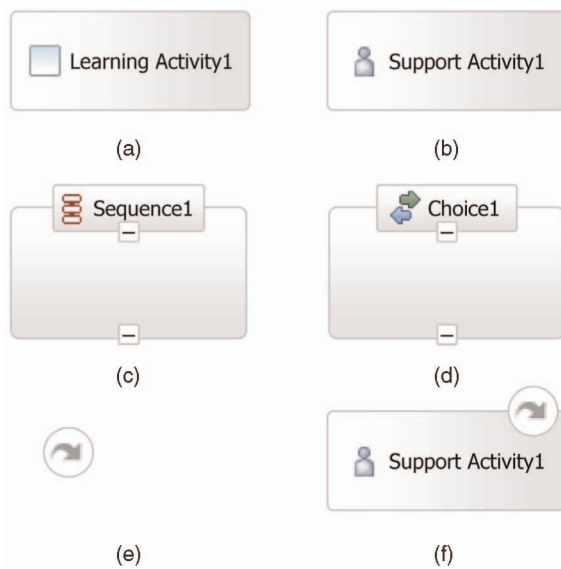 Learning Activity1
Support Activity1
(a)
(b)
Sequence1
Choice1
(c)
(d)
Support Activity1
(e)
(f)